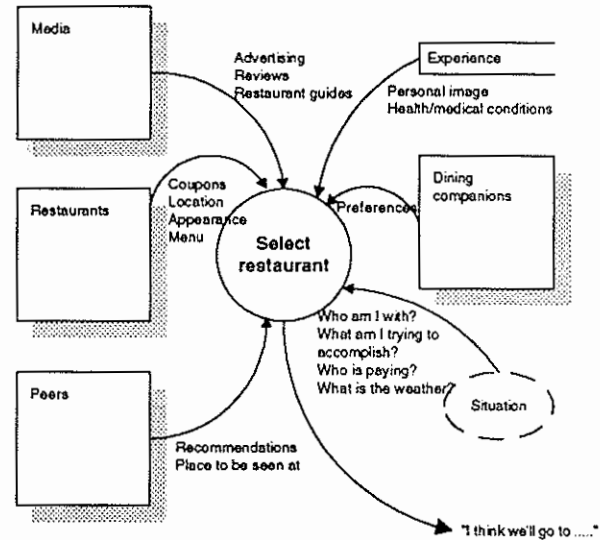 Media
Advertising
Reviews
Restaurant guides
Experience
Personal image
Health/medical conditions
Restaurants
Coupons
Location
Appearance
Menu
Select
restaurant
Preferences
Dining
companions
Who am I with?
What am I trying to
accomplish?
Who is paying?
What is the weather?
Situation
Peers
Recommendations
Place to be seen at
"I think we'll go to ....."